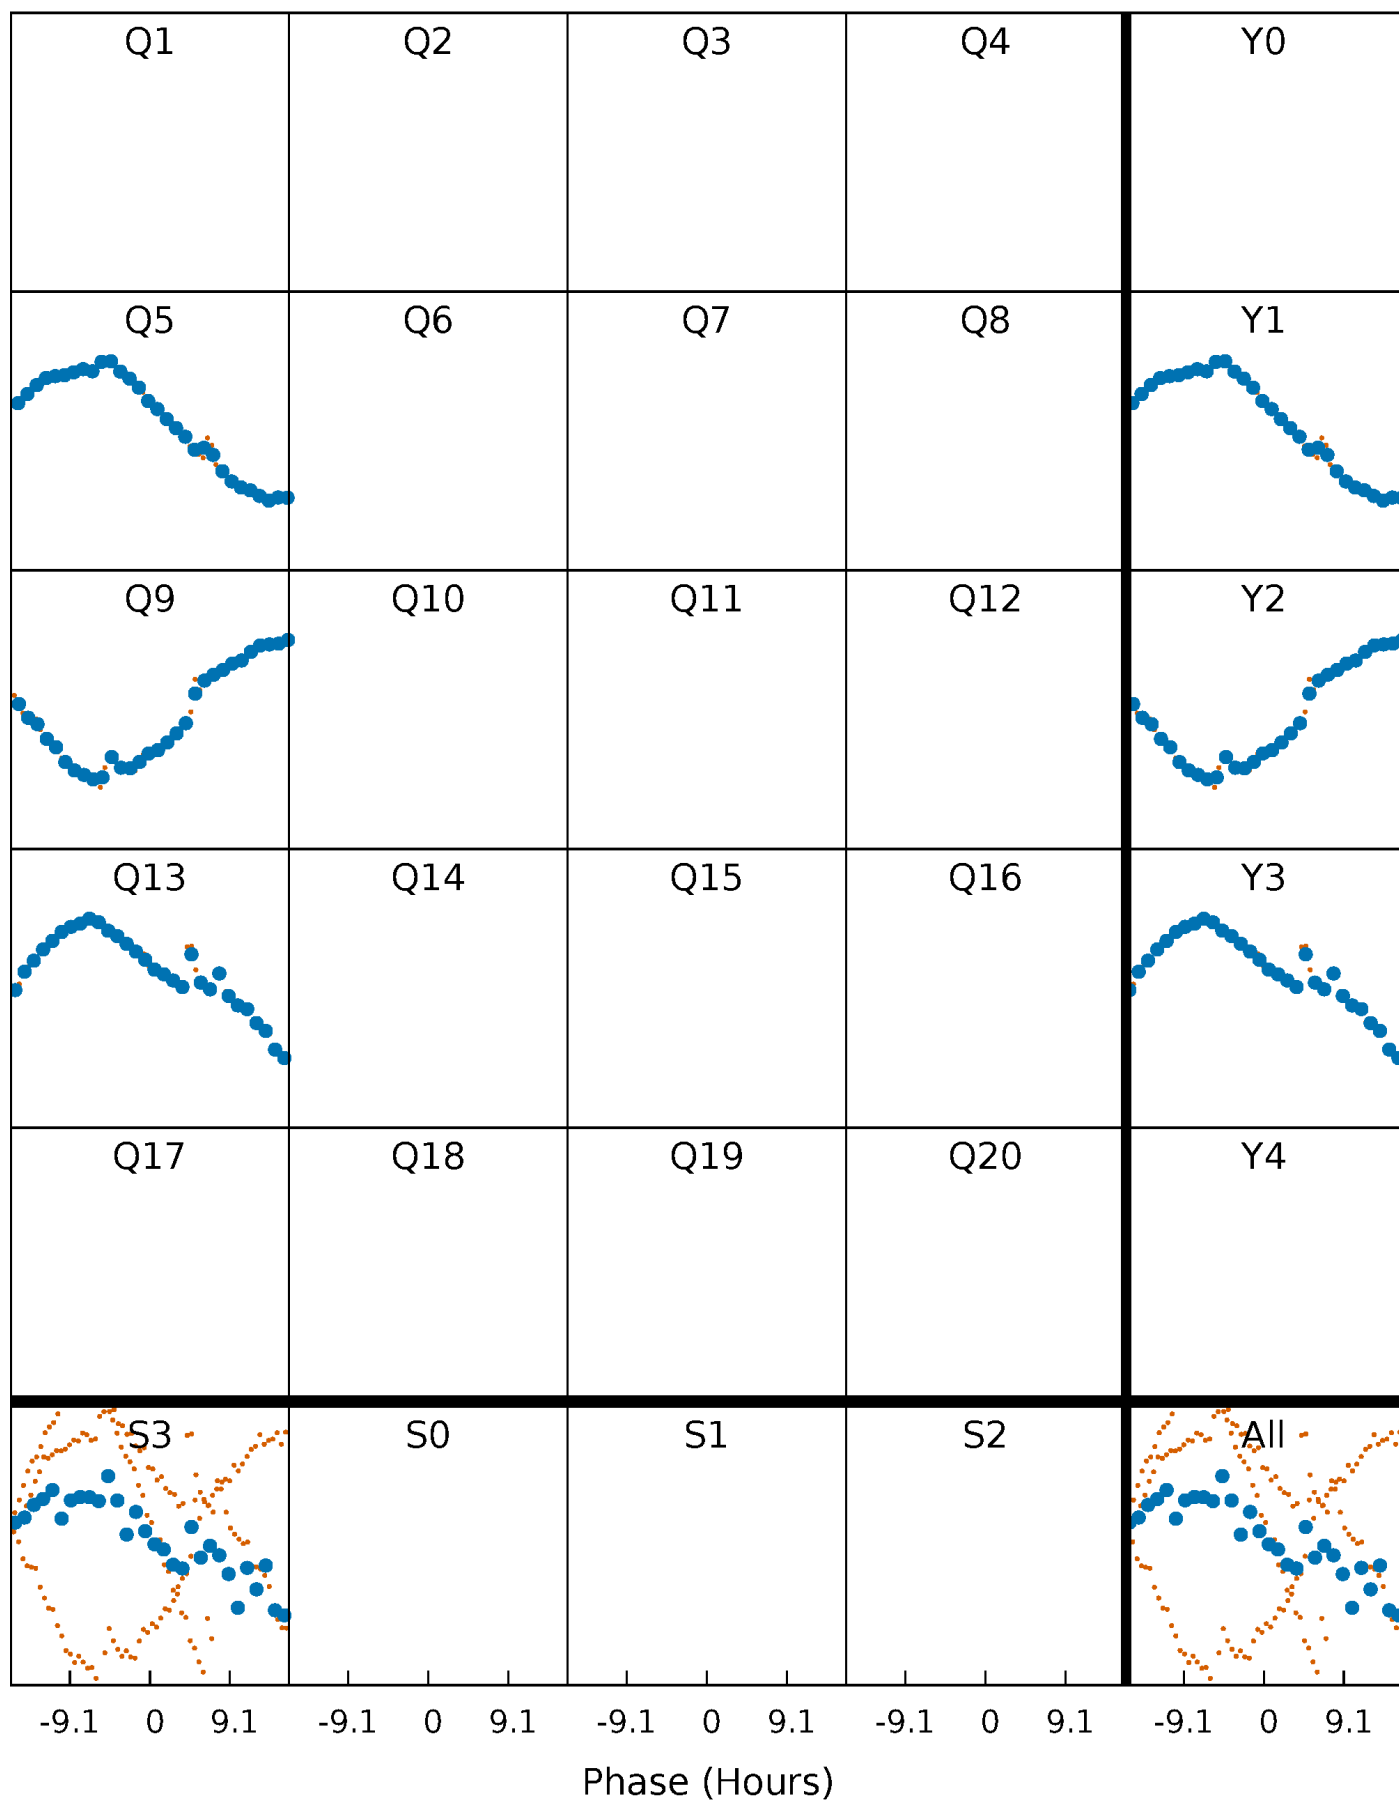 Q1 Q2 Q3 Q4 Y0
Q5 Q6 Q7 Q8 Y1
Q9 Q10 Q11 Q12 Y2
Q13 Q14 Q15 Q16 Y3
Q17 Q18 Q19 Q20 Y4
S3 S0 S1 S2 All
-9.1 0 9.1 -9.1 0 9.1 -9.1 0 9.1 -9.1 0 9.1 -9.1 0 9.1
Phase (Hours)